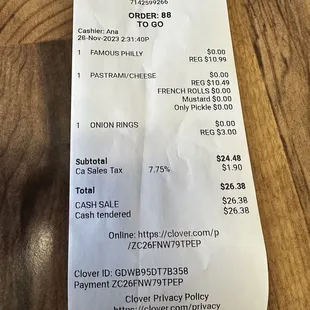 7142599266
ORDER: 88
TO GO
Cashier: Ana
28-Nov-2023 2:31:40P
1 FAMOUS PHILLY $0.00
REG $10.99
1 PASTRAMI/CHEESE $0.00
REG $10.49
FRENCH ROLLS $0.00
Mustard $0.00
Only Pickle $0.00
1 ONION RINGS $0.00
REG $3.00
Subtotal $24.48
Ca Sales Tax 7.75% $1.90
Total $26.38
CASH SALE $26.38
Cash tendered $26.38
Online: https://clover.com/p
/ZC26FNW79TPEP
Clover ID: GDWB95DT7B358
Payment ZC26FNW79TPEP
Clover Privacy Policy
https://clover.com/privacy